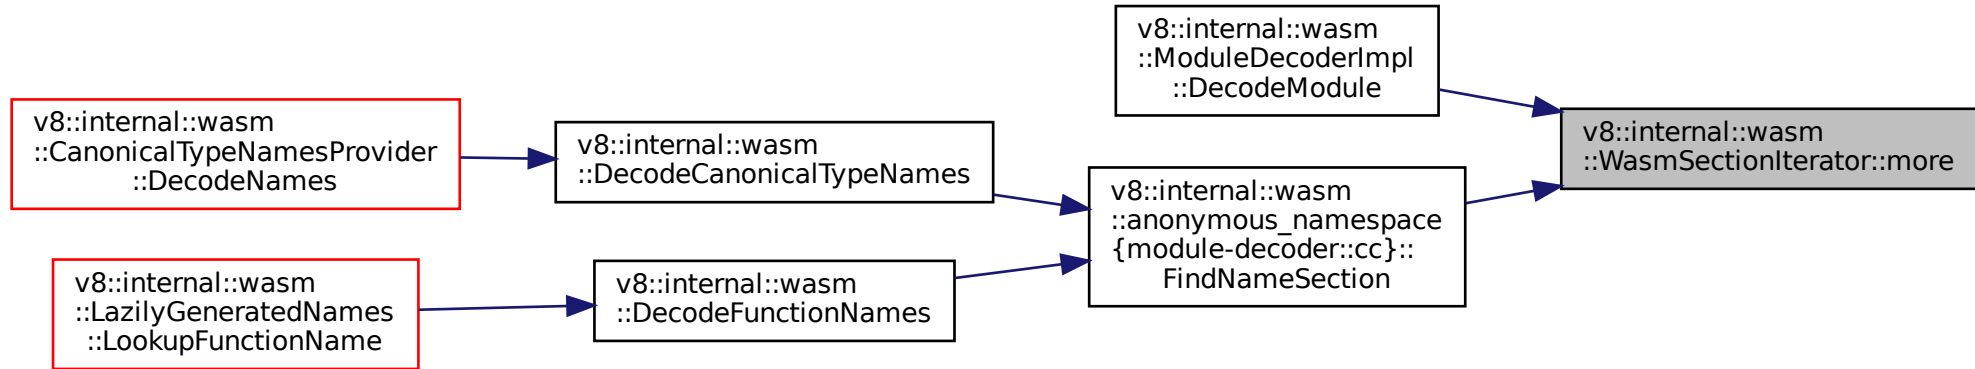 v8::internal::wasm
::ModuleDecoderImpl
::DecodeModule
v8::internal::wasm
::CanonicalTypeNamesProvider
::DecodeNames
v8::internal::wasm
::DecodeCanonicalTypeNames
v8::internal::wasm
::WasmSectionIterator::more
v8::internal::wasm
::anonymous_namespace
{module-decoder::cc}::
FindNameSection
v8::internal::wasm
::LazilyGeneratedNames
::LookupFunctionName
v8::internal::wasm
::DecodeFunctionNames